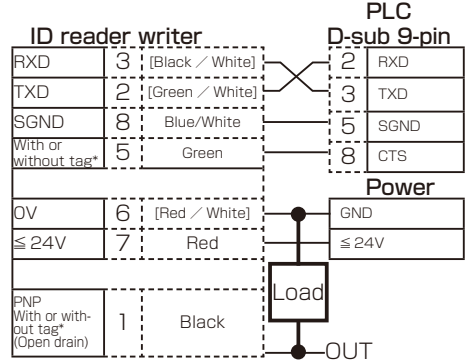 PLC
ID reader writer D-sub 9-pin
RXD 3 [Black ／ White] 2 RXD
TXD 2 [Green ／ White] 3 TXD
SGND 8 Blue/White 5 SGND
With or
without tag* 5 Green 8 CTS
Power
0V 6 [Red ／ White] GND
≦ 24V 7 Red ≦ 24V
Load
PNP
With or with-
out tag* 1 Black
(Open drain)
OUT